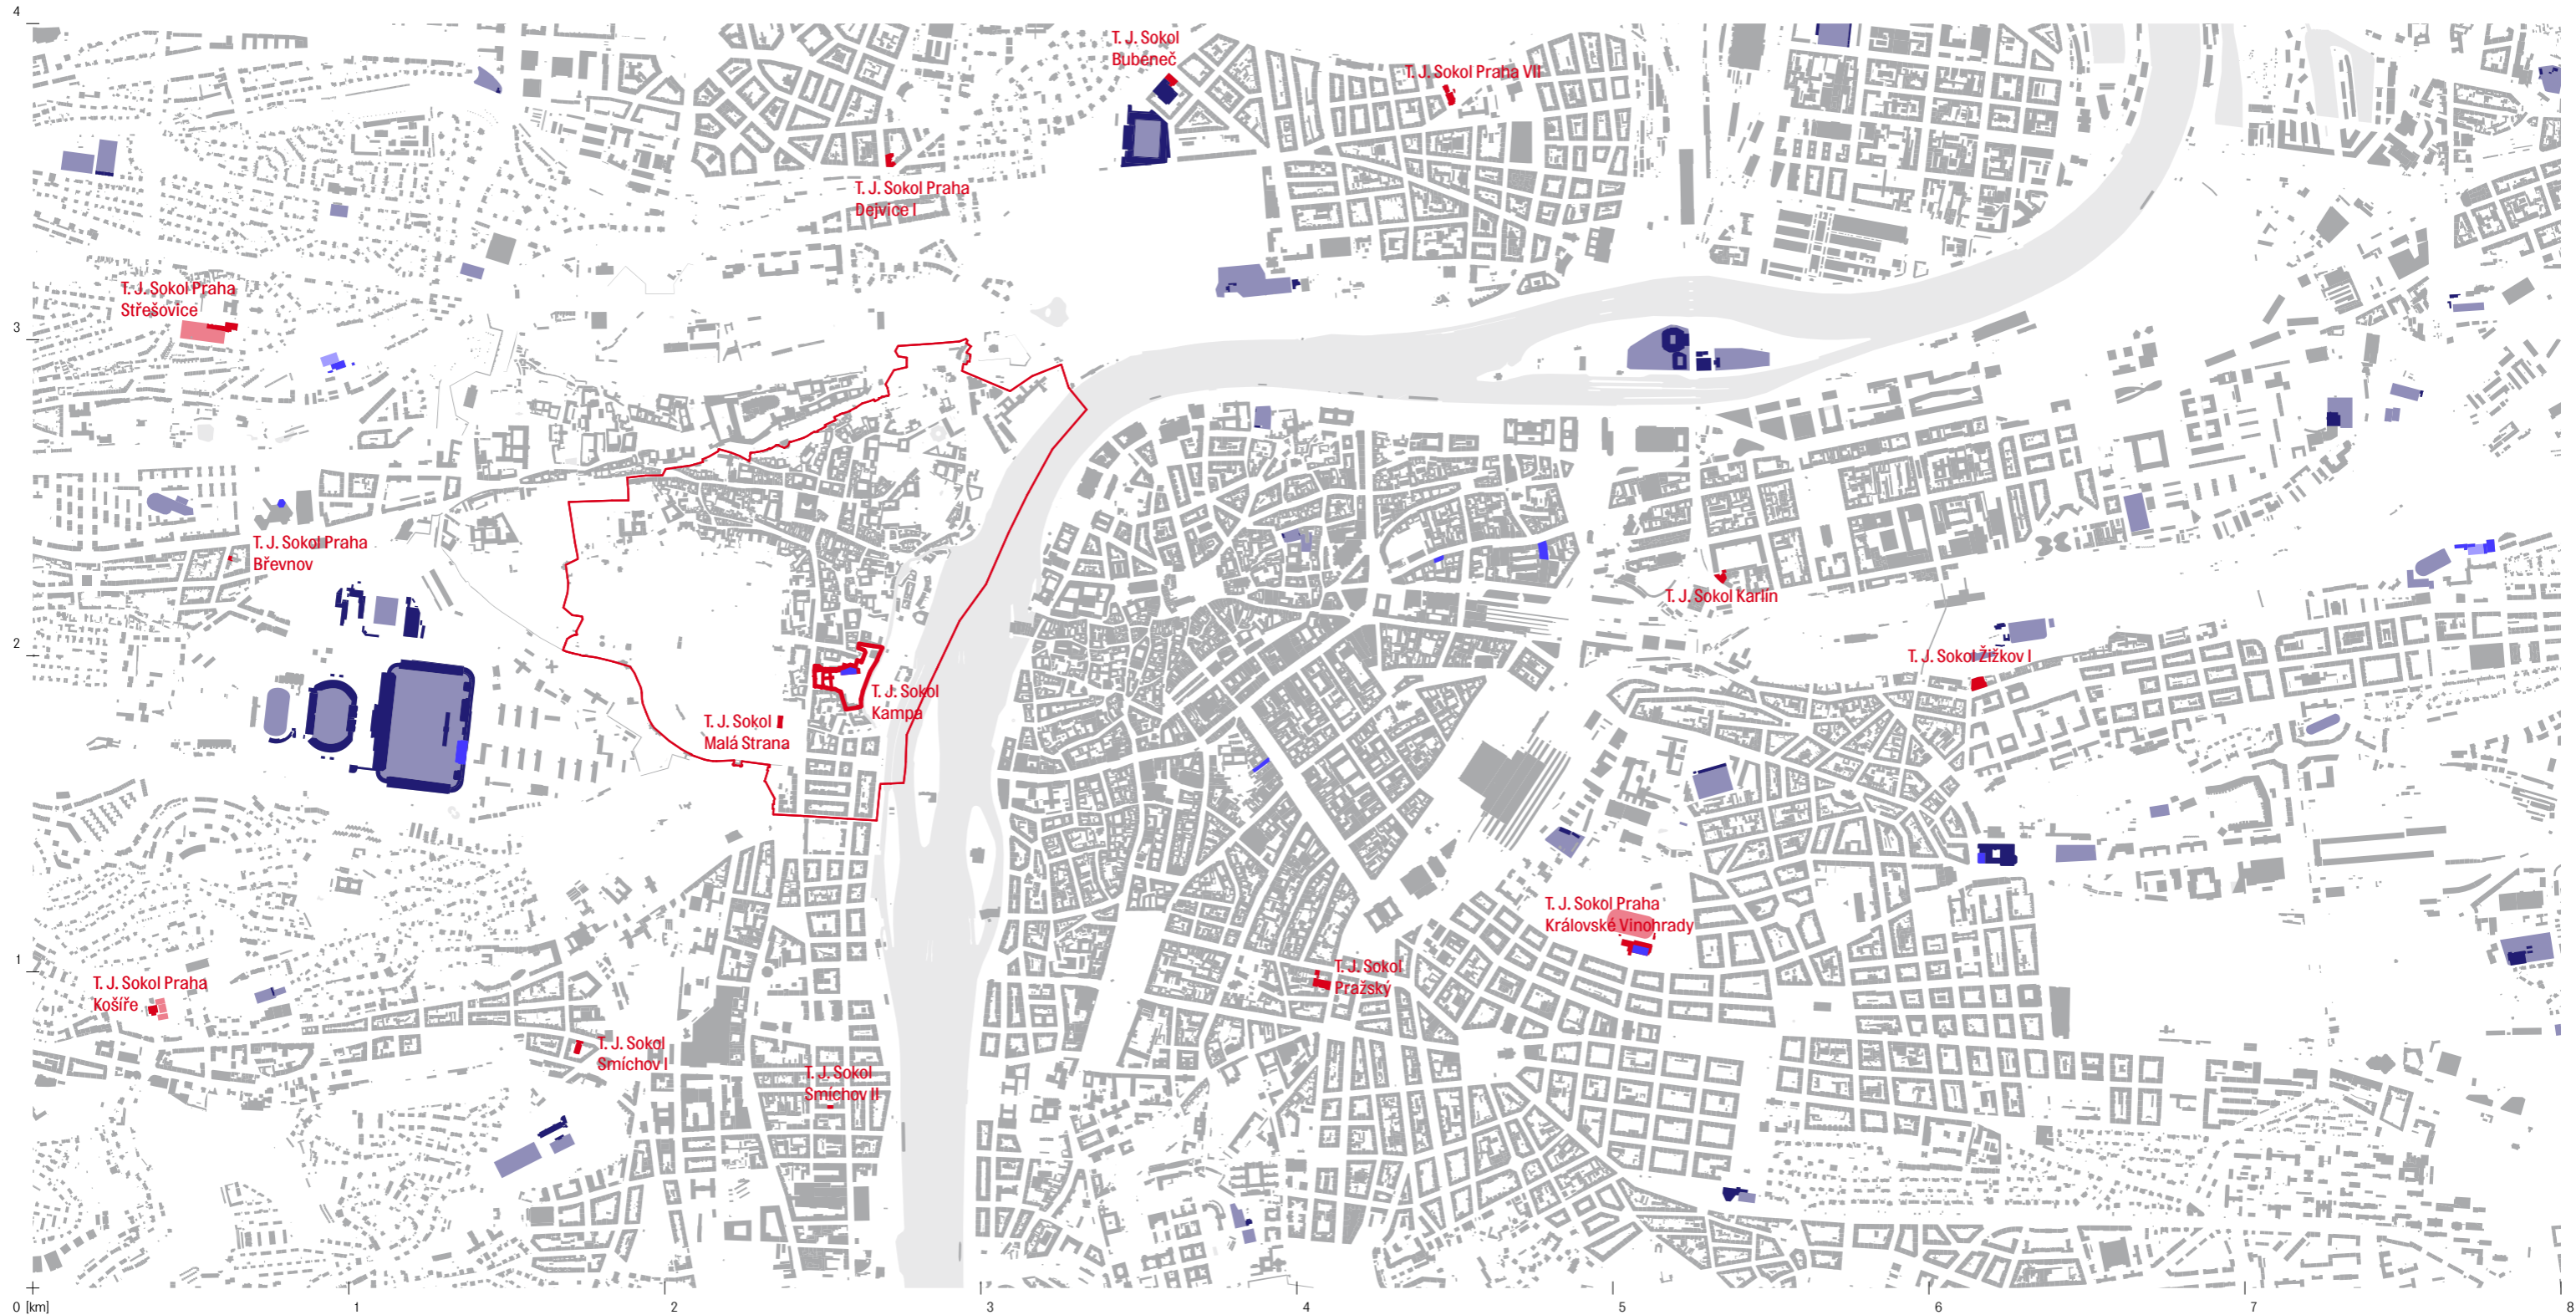 4
T. J. Sokol
Bubeneč
T. J. Sokol Praha VII
T. J. Sokol Praha
Dejvice I
T. J. Sokol Praha
Střešovice
3
T. J. Sokol Praha
Břevnov
T. J. Sokol Karlín
2
T. J. Sokol Žižkov I
T. J. Sokol
Kampa
T. J. Sokol
Malá Strana
T. J. Sokol Praha
Královské Vinohrady
1
T. J. Sokol
Pražský
T. J. Sokol Praha
Košíře
T. J. Sokol
Smíchov I
T. J. Sokol
Smíchov II
0 [km]
1
2
3
4
5
6
7
8